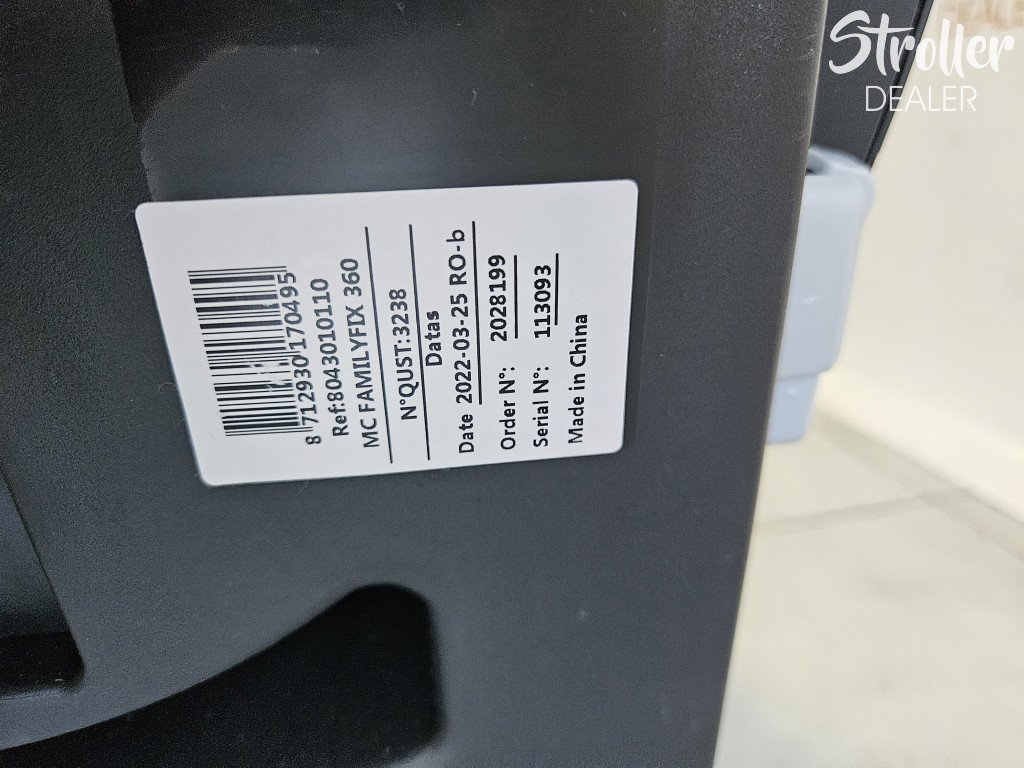 Stroller
DEALER
8 712930 170495
Ref:8043010110
MC FAMILYFIX 360
N°QUST:3238
Datas
Date 2022-03-25 RO-b
Order N°: 2028199
Serial N°: 113093
Made in China